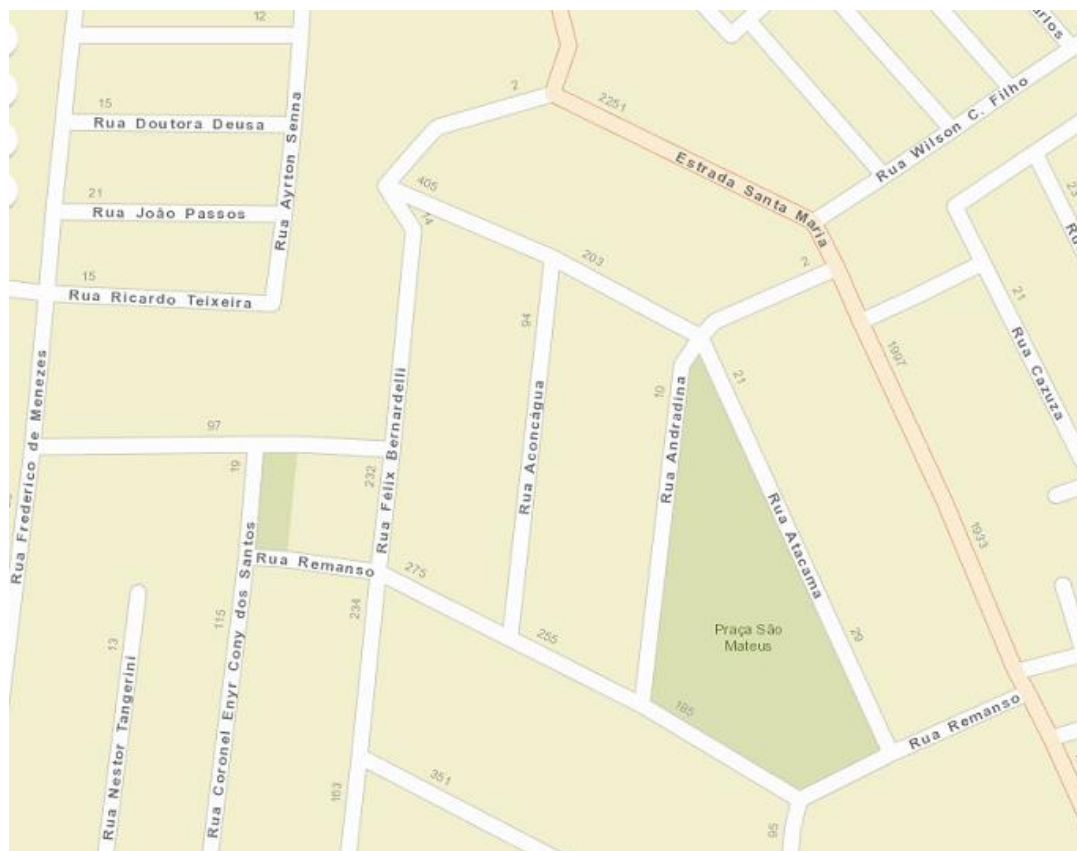 12
arlos
2
2251
Rua Wilson C. Filho
15
Rua Doutora Deusa
Rua Ayrton Senna
Estrada Santa Maria
405
21
Rua João Passos
14
23
203
2
15
Rua Ricardo Teixeira
21
94
1997
Rua Cazuza
21
10
Rua Frederico de Menezes
97
Rua Félix Bernardelli
Rua Aconcágua
Rua Andradina
19
232
Rua Atacama
1933
Rua Remanso
275
Rua Coronel Enyr Cony dos Santos
115
234
13
Rua Nestor Tangerini
255
Praça São
Mateus
29
185
Rua Remanso
351
163
95